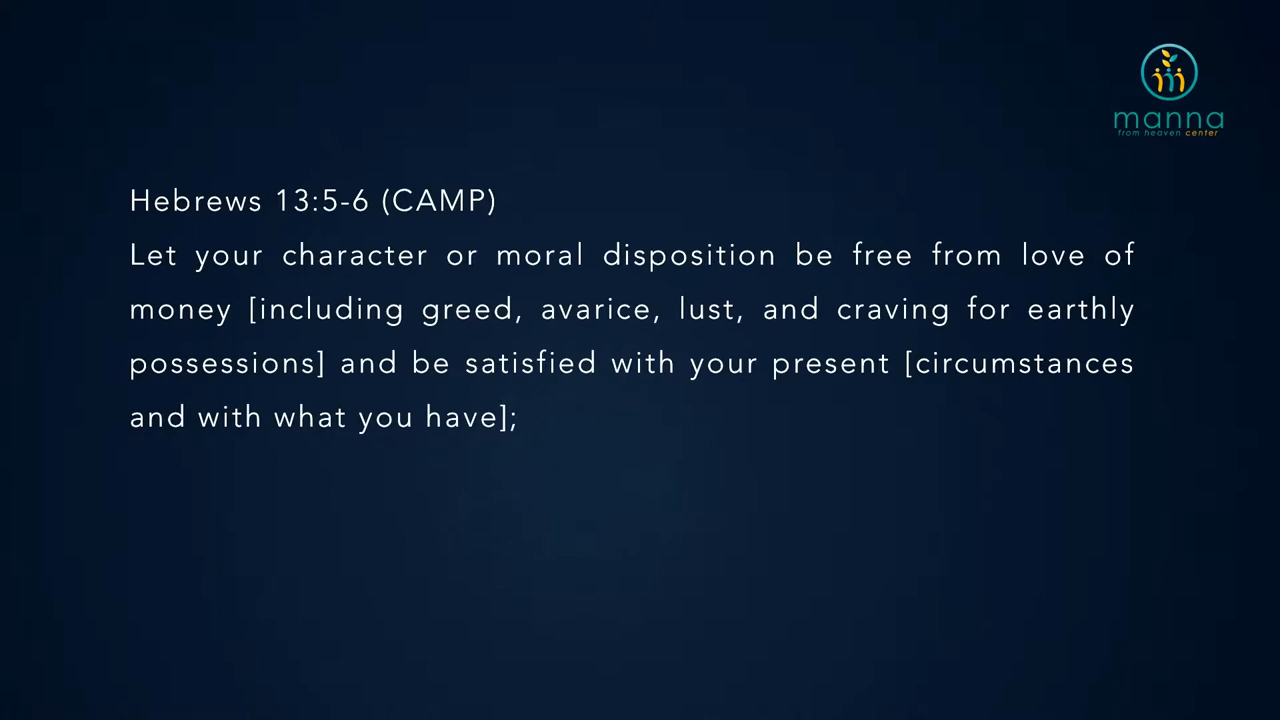 manna
from heaven center
Hebrews 13:5-6 (CAMP)
Let your character or moral disposition be free from love of
money [including greed, avarice, lust, and craving for earthly
possessions] and be satisfied with your present [circumstances
and with what you have];